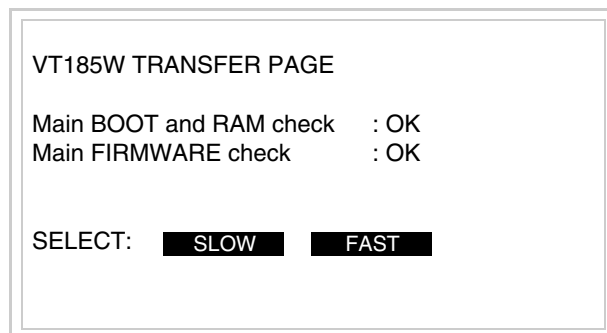 VT185W TRANSFER PAGE
Main BOOT and RAM check : OK
Main FIRMWARE check : OK
SELECT: SLOW FAST